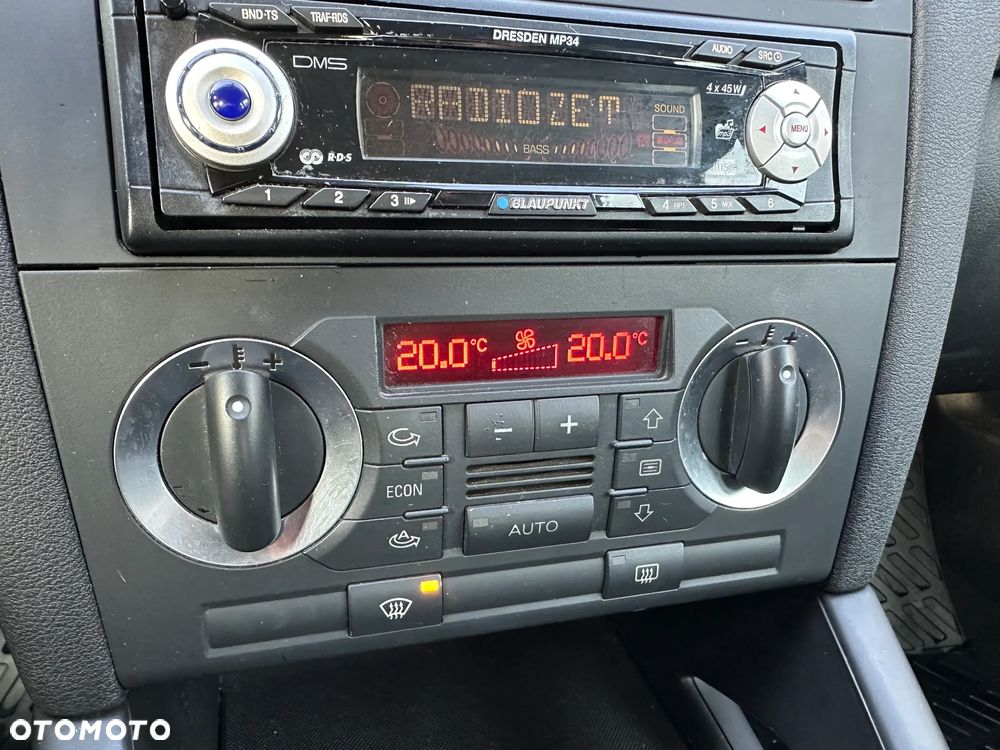 BND•TS
TRAF•RDS
DRESDEN MP34
AUDIO
SRC
DMS
4 x 45W
RADIOZET
SOUND
MENU
BASS
R•D•S
1
2
3
BLAUPUNKT
4 RPT
5 MIX
6
- +
- +
20.0°C
20.0°C
- +
ECON
A
AUTO
OTOMOTO